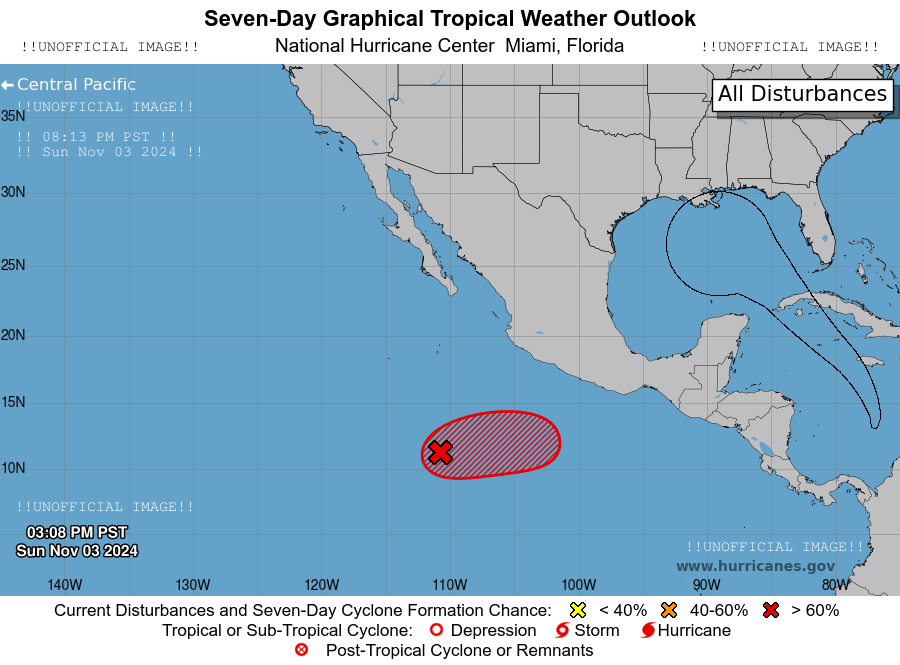 Seven-Day Graphical Tropical Weather Outlook
!!UNOFFICIAL IMAGE!! National Hurricane Center Miami, Florida !!UNOFFICIAL IMAGE!!
Central Pacific
All Disturbances
!!UNOFFICIAL IMAGE!!
35N
!! 08:13 PM PST !!
!! Sun Nov 03 2024 !!
30N
25N
20N
15N
10N
!!UNOFFICIAL IMAGE!!
03:08 PM PST
Sun Nov 03 2024
!!UNOFFICIAL IMAGE!!
www.hurricanes.gov
140W 130W 120W 110W 100W 90W 80W
Current Disturbances and Seven-Day Cyclone Formation Chance: < 40% 40-60% > 60%
Tropical or Sub-Tropical Cyclone: Depression Storm Hurricane
Post-Tropical Cyclone or Remnants